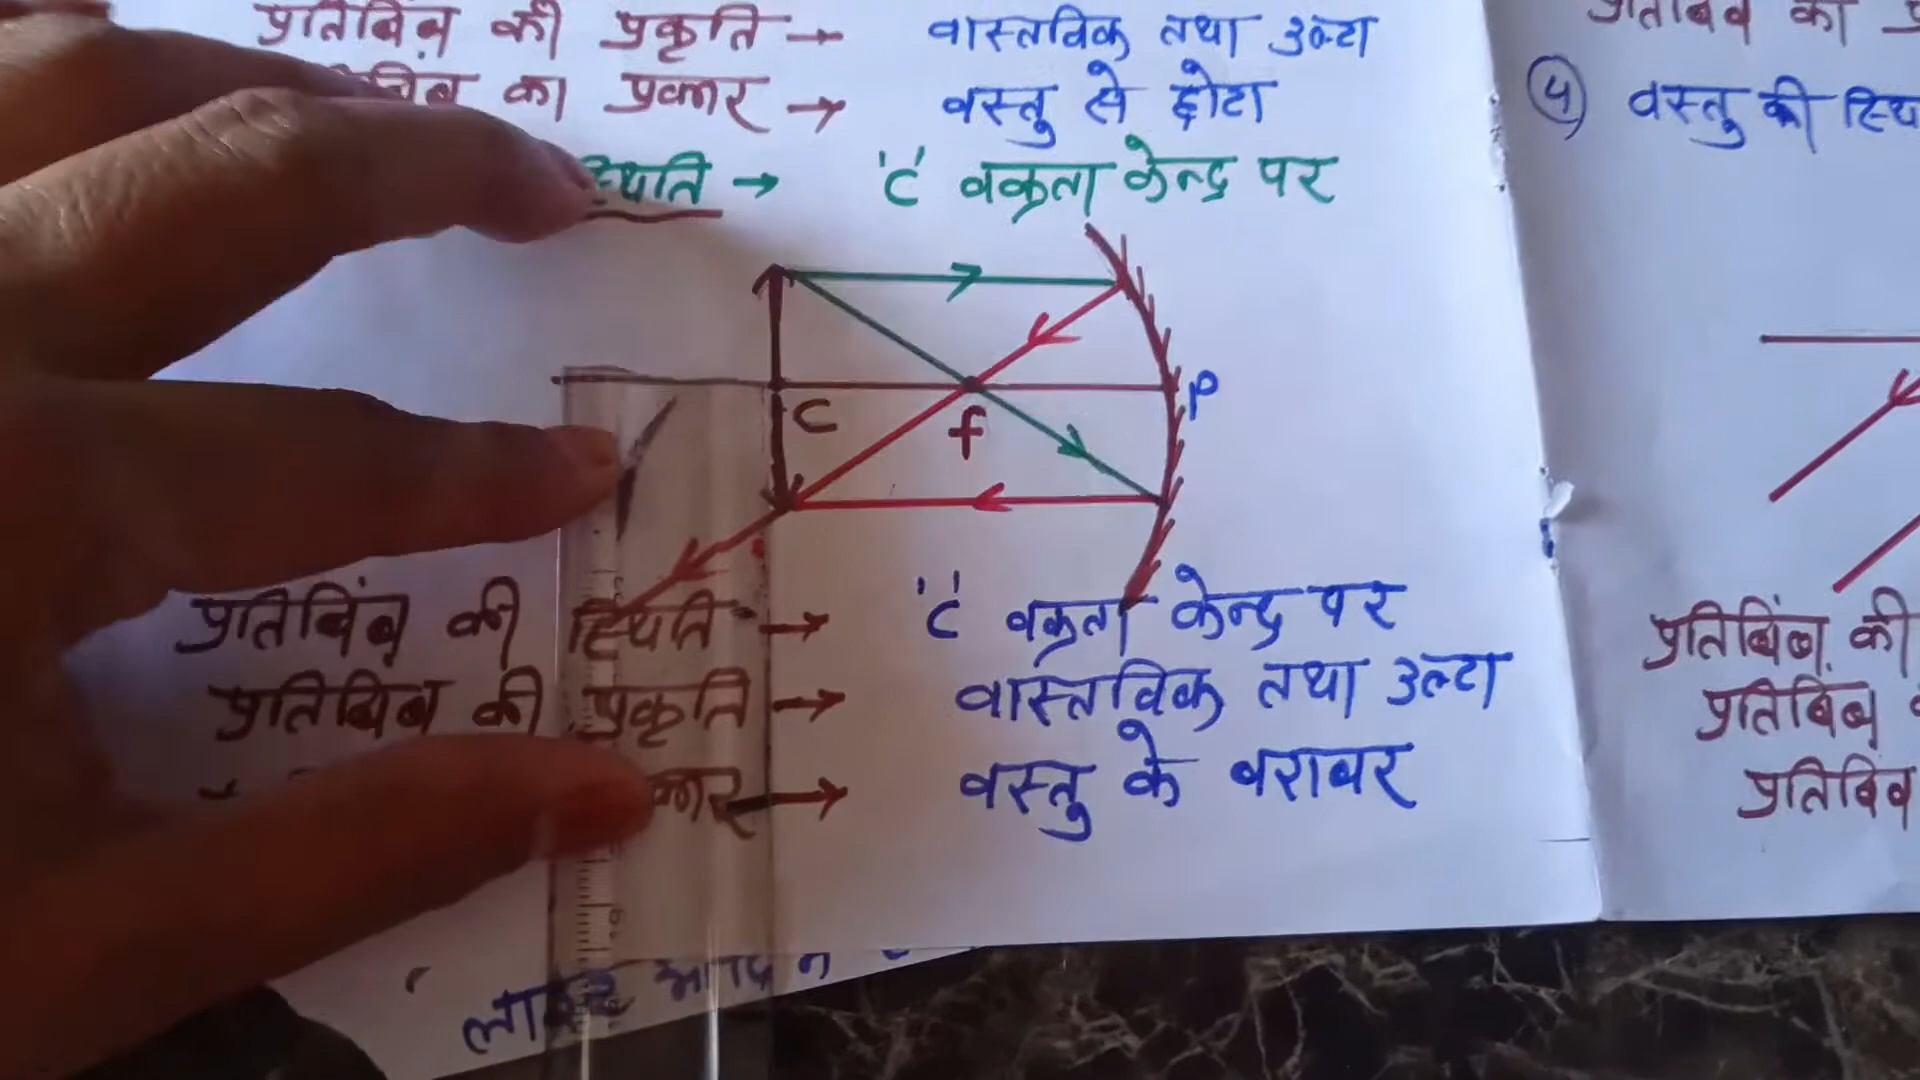 प्रतिबिंब की प्रकृति → वास्तविक तथा उल्टा
का प्रकार → वस्तु से छोटा
स्थिति → 'C' वक्रता केन्द्र पर
C
f
P
प्रतिबिंब की स्थिति → 'C' वक्रता केन्द्र पर
प्रतिबिंब की प्रकृति → वास्तविक तथा उल्टा
→ वस्तु के बराबर
प्रतिबिंब का
④ वस्तु की
प्रतिबिंब की
प्रतिबिंब
प्रतिबिंब